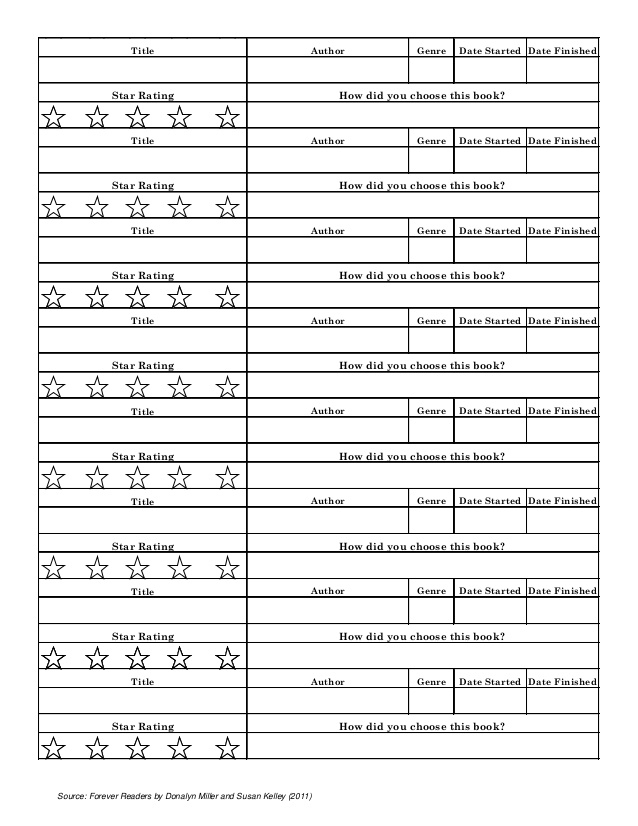 Title Author Genre Date Started Date Finished
Star Rating How did you choose this book?
Title Author Genre Date Started Date Finished
Star Rating How did you choose this book?
Title Author Genre Date Started Date Finished
Star Rating How did you choose this book?
Title Author Genre Date Started Date Finished
Star Rating How did you choose this book?
Title Author Genre Date Started Date Finished
Star Rating How did you choose this book?
Title Author Genre Date Started Date Finished
Star Rating How did you choose this book?
Title Author Genre Date Started Date Finished
Star Rating How did you choose this book?
Title Author Genre Date Started Date Finished
Star Rating How did you choose this book?
Source: Forever Readers by Donalyn Miller and Susan Kelley (2011)